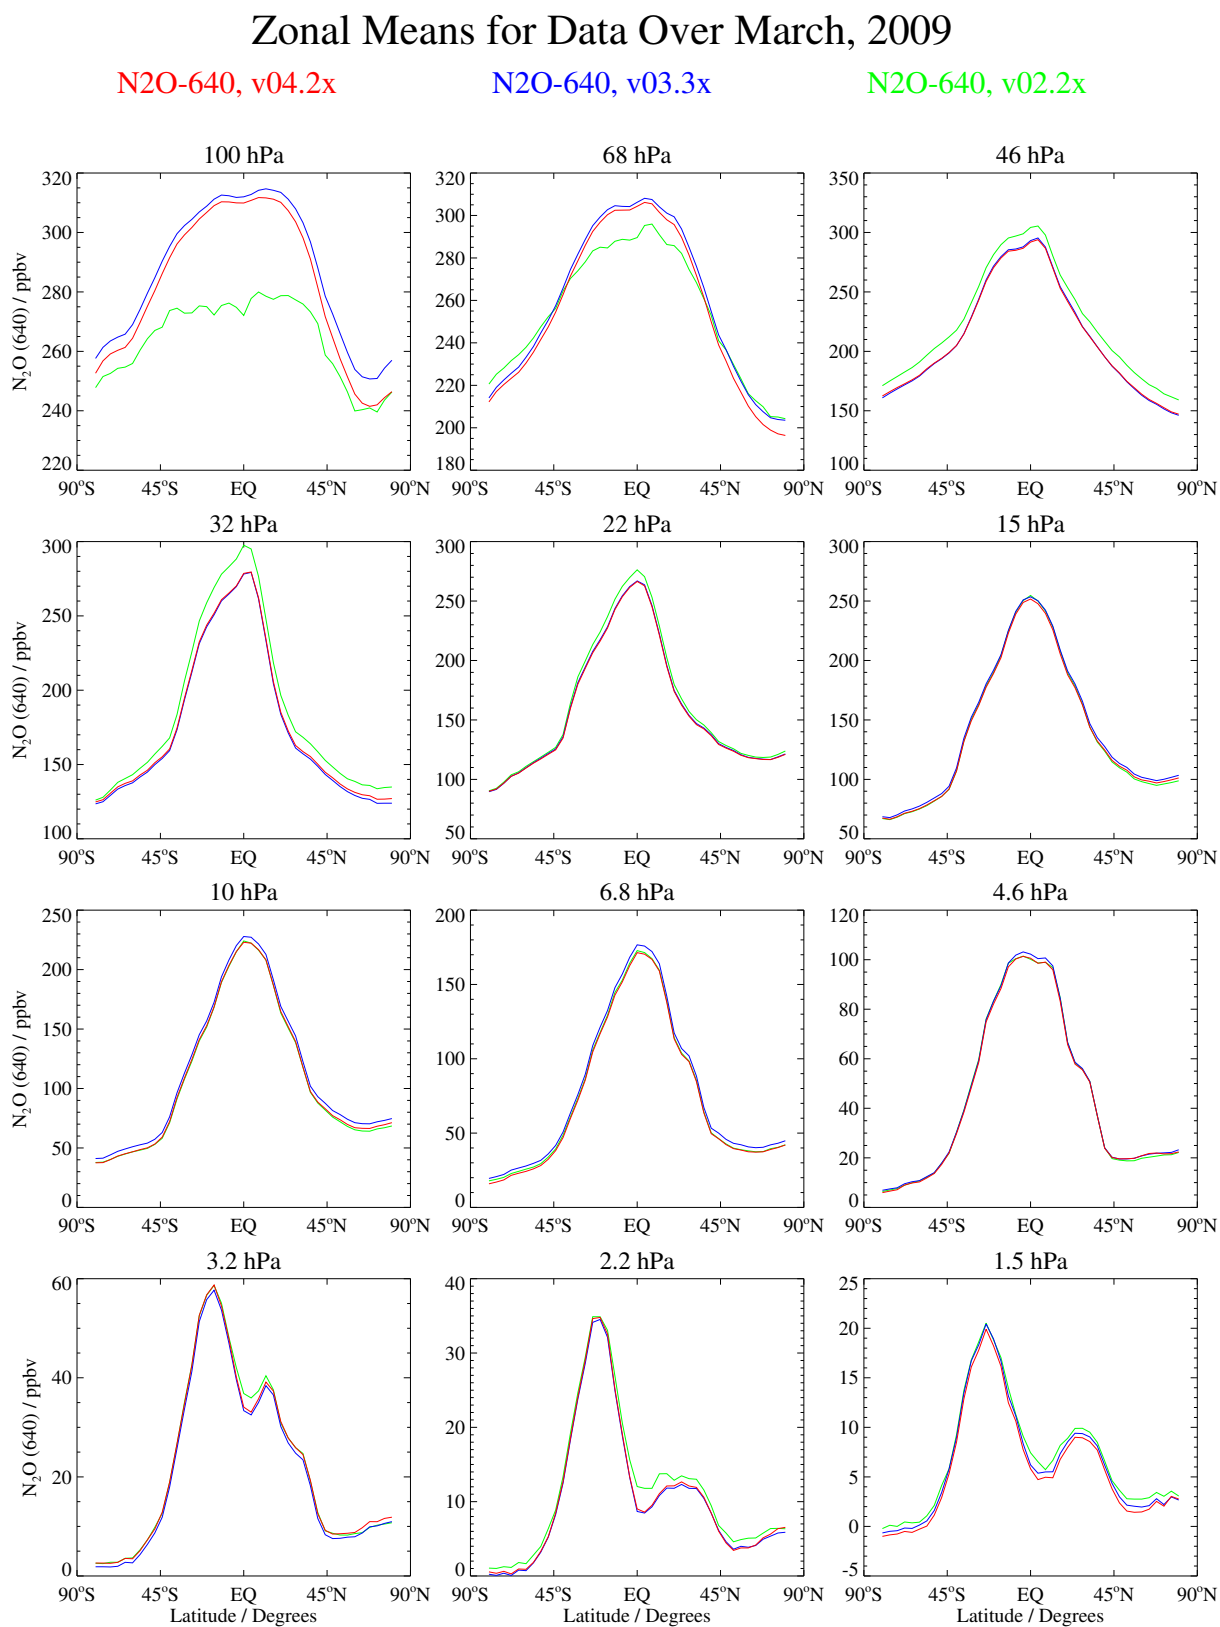 Zonal Means for Data Over March, 2009
N2O-640, v04.2x N2O-640, v03.3x N2O-640, v02.2x
100 hPa 68 hPa 46 hPa
N₂O (640) / ppbv
320 300 280 260 240 220
320 300 280 260 240 220 200 180
350 300 250 200 150 100
90°S 45°S EQ 45°N 90°N 90°S 45°S EQ 45°N 90°N 90°S 45°S EQ 45°N 90°N
32 hPa 22 hPa 15 hPa
N₂O (640) / ppbv
300 250 200 150 100
300 250 200 150 100 50
300 250 200 150 100 50
90°S 45°S EQ 45°N 90°N 90°S 45°S EQ 45°N 90°N 90°S 45°S EQ 45°N 90°N
10 hPa 6.8 hPa 4.6 hPa
N₂O (640) / ppbv
250 200 150 100 50 0
200 150 100 50 0
120 100 80 60 40 20 0
90°S 45°S EQ 45°N 90°N 90°S 45°S EQ 45°N 90°N 90°S 45°S EQ 45°N 90°N
3.2 hPa 2.2 hPa 1.5 hPa
N₂O (640) / ppbv
60 40 20 0
40 30 20 10 0
25 20 15 10 5 0 -5
90°S 45°S EQ 45°N 90°N 90°S 45°S EQ 45°N 90°N 90°S 45°S EQ 45°N 90°N
Latitude / Degrees Latitude / Degrees Latitude / Degrees